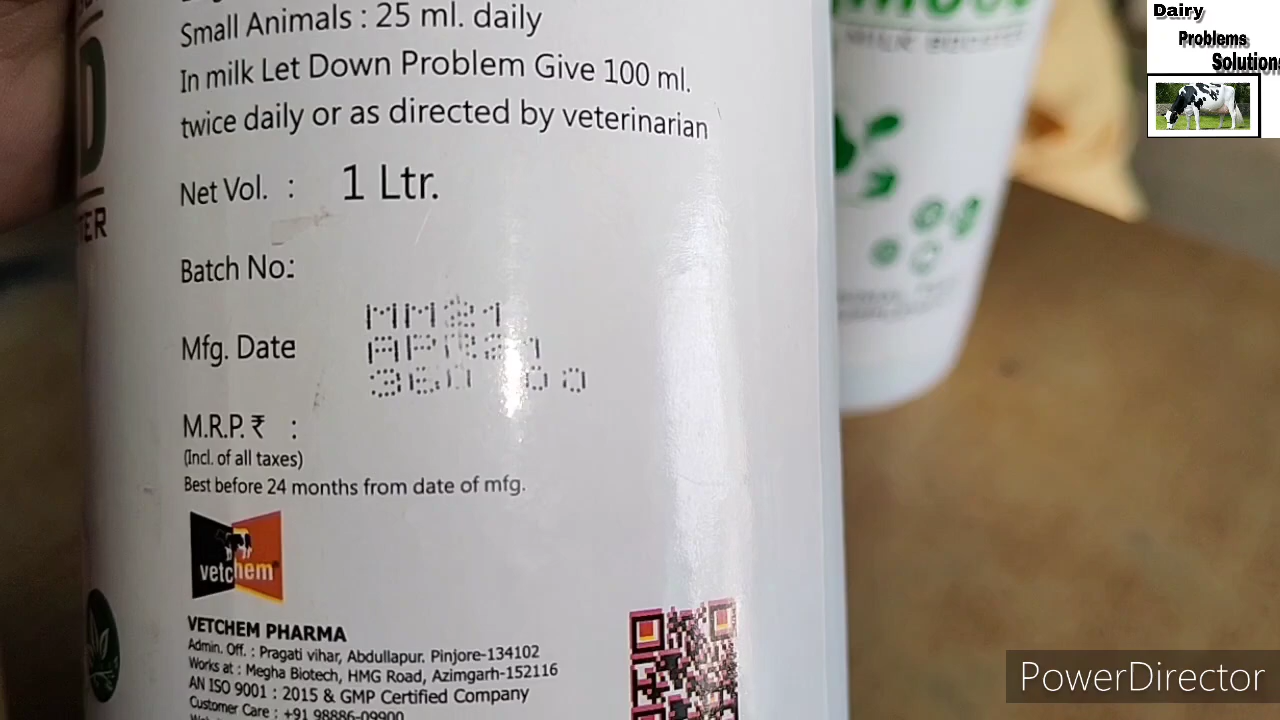 Small Animals : 25 ml. daily
In milk Let Down Problem Give 100 ml.
twice daily or as directed by veterinarian
Net Vol. : 1 Ltr.
Batch No.:
MM21
Mfg. Date
APR21
M.R.P. ₹ :
(Incl. of all taxes)
Best before 24 months from date of mfg.
vetchem
VETCHEM PHARMA
Admin. Off. : Pragati vihar, Abdullapur. Pinjore-134102
Works at : Megha Biotech, HMG Road, Azimgarh-152116
AN ISO 9001 : 2015 & GMP Certified Company
Customer Care : +91 98886-09900
Dairy
Problems
Solution
PowerDirector